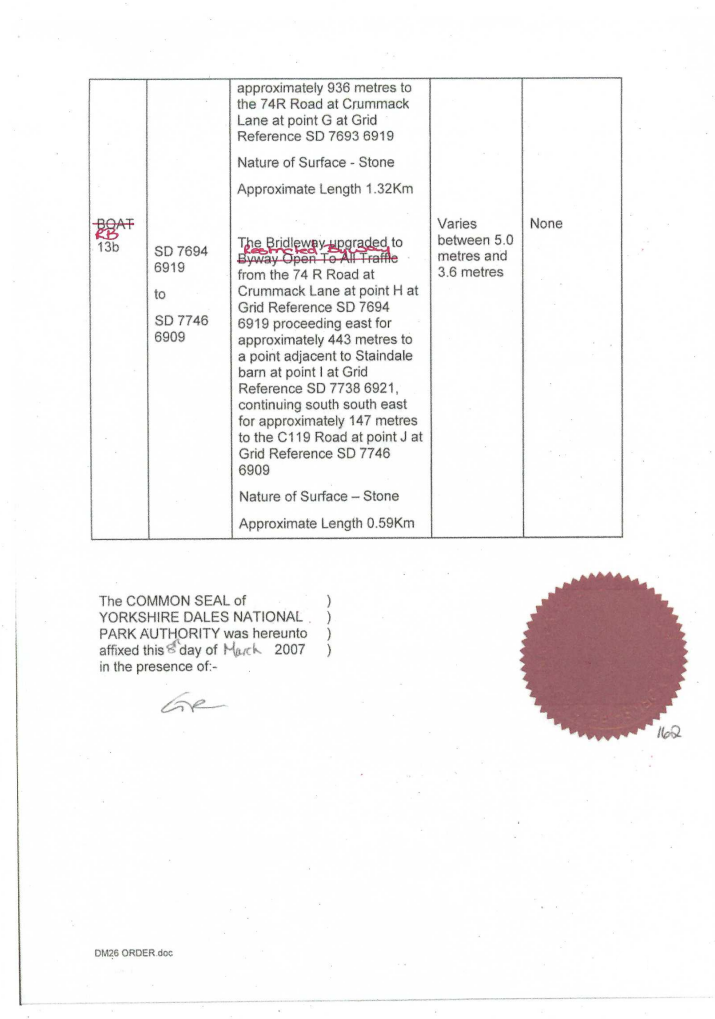 approximately 936 metres to
the 74R Road at Crummack
Lane at point G at Grid
Reference SD 7693 6919
Nature of Surface - Stone
Approximate Length 1.32Km
BOAT
RB
13b
SD 7694
6919
to
SD 7746
6909
The Bridleway upgraded to
Restricted Byway
Byway Open To All Traffic
from the 74 R Road at
Crummack Lane at point H at
Grid Reference SD 7694
6919 proceeding east for
approximately 443 metres to
a point adjacent to Staindale
barn at point I at Grid
Reference SD 7738 6921,
continuing south south east
for approximately 147 metres
to the C119 Road at point J at
Grid Reference SD 7746
6909
Nature of Surface – Stone
Approximate Length 0.59Km
Varies
between 5.0
metres and
3.6 metres
None
The COMMON SEAL of )
YORKSHIRE DALES NATIONAL )
PARK AUTHORITY was hereunto )
affixed this 8th day of March 2007 )
in the presence of:-
162
DM26 ORDER.doc